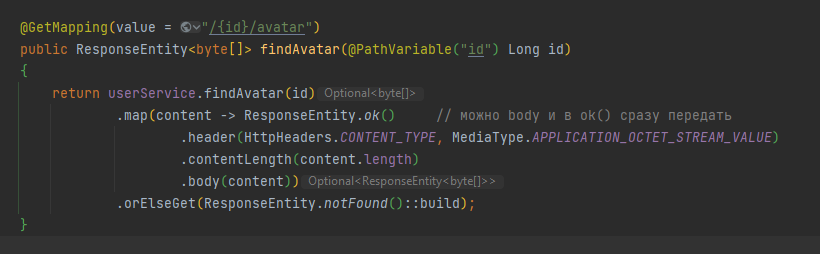 @GetMapping(value = "/{id}/avatar")
public ResponseEntity<byte[]> findAvatar(@PathVariable("id") Long id)
{
    return userService.findAvatar(id) Optional<byte[]>
            .map(content -> ResponseEntity.ok()     // можно body и в ok() сразу передать
                    .header(HttpHeaders.CONTENT_TYPE, MediaType.APPLICATION_OCTET_STREAM_VALUE)
                    .contentLength(content.length)
                    .body(content)) Optional<ResponseEntity<byte[]>>
            .orElseGet(ResponseEntity.notFound()::build);
}